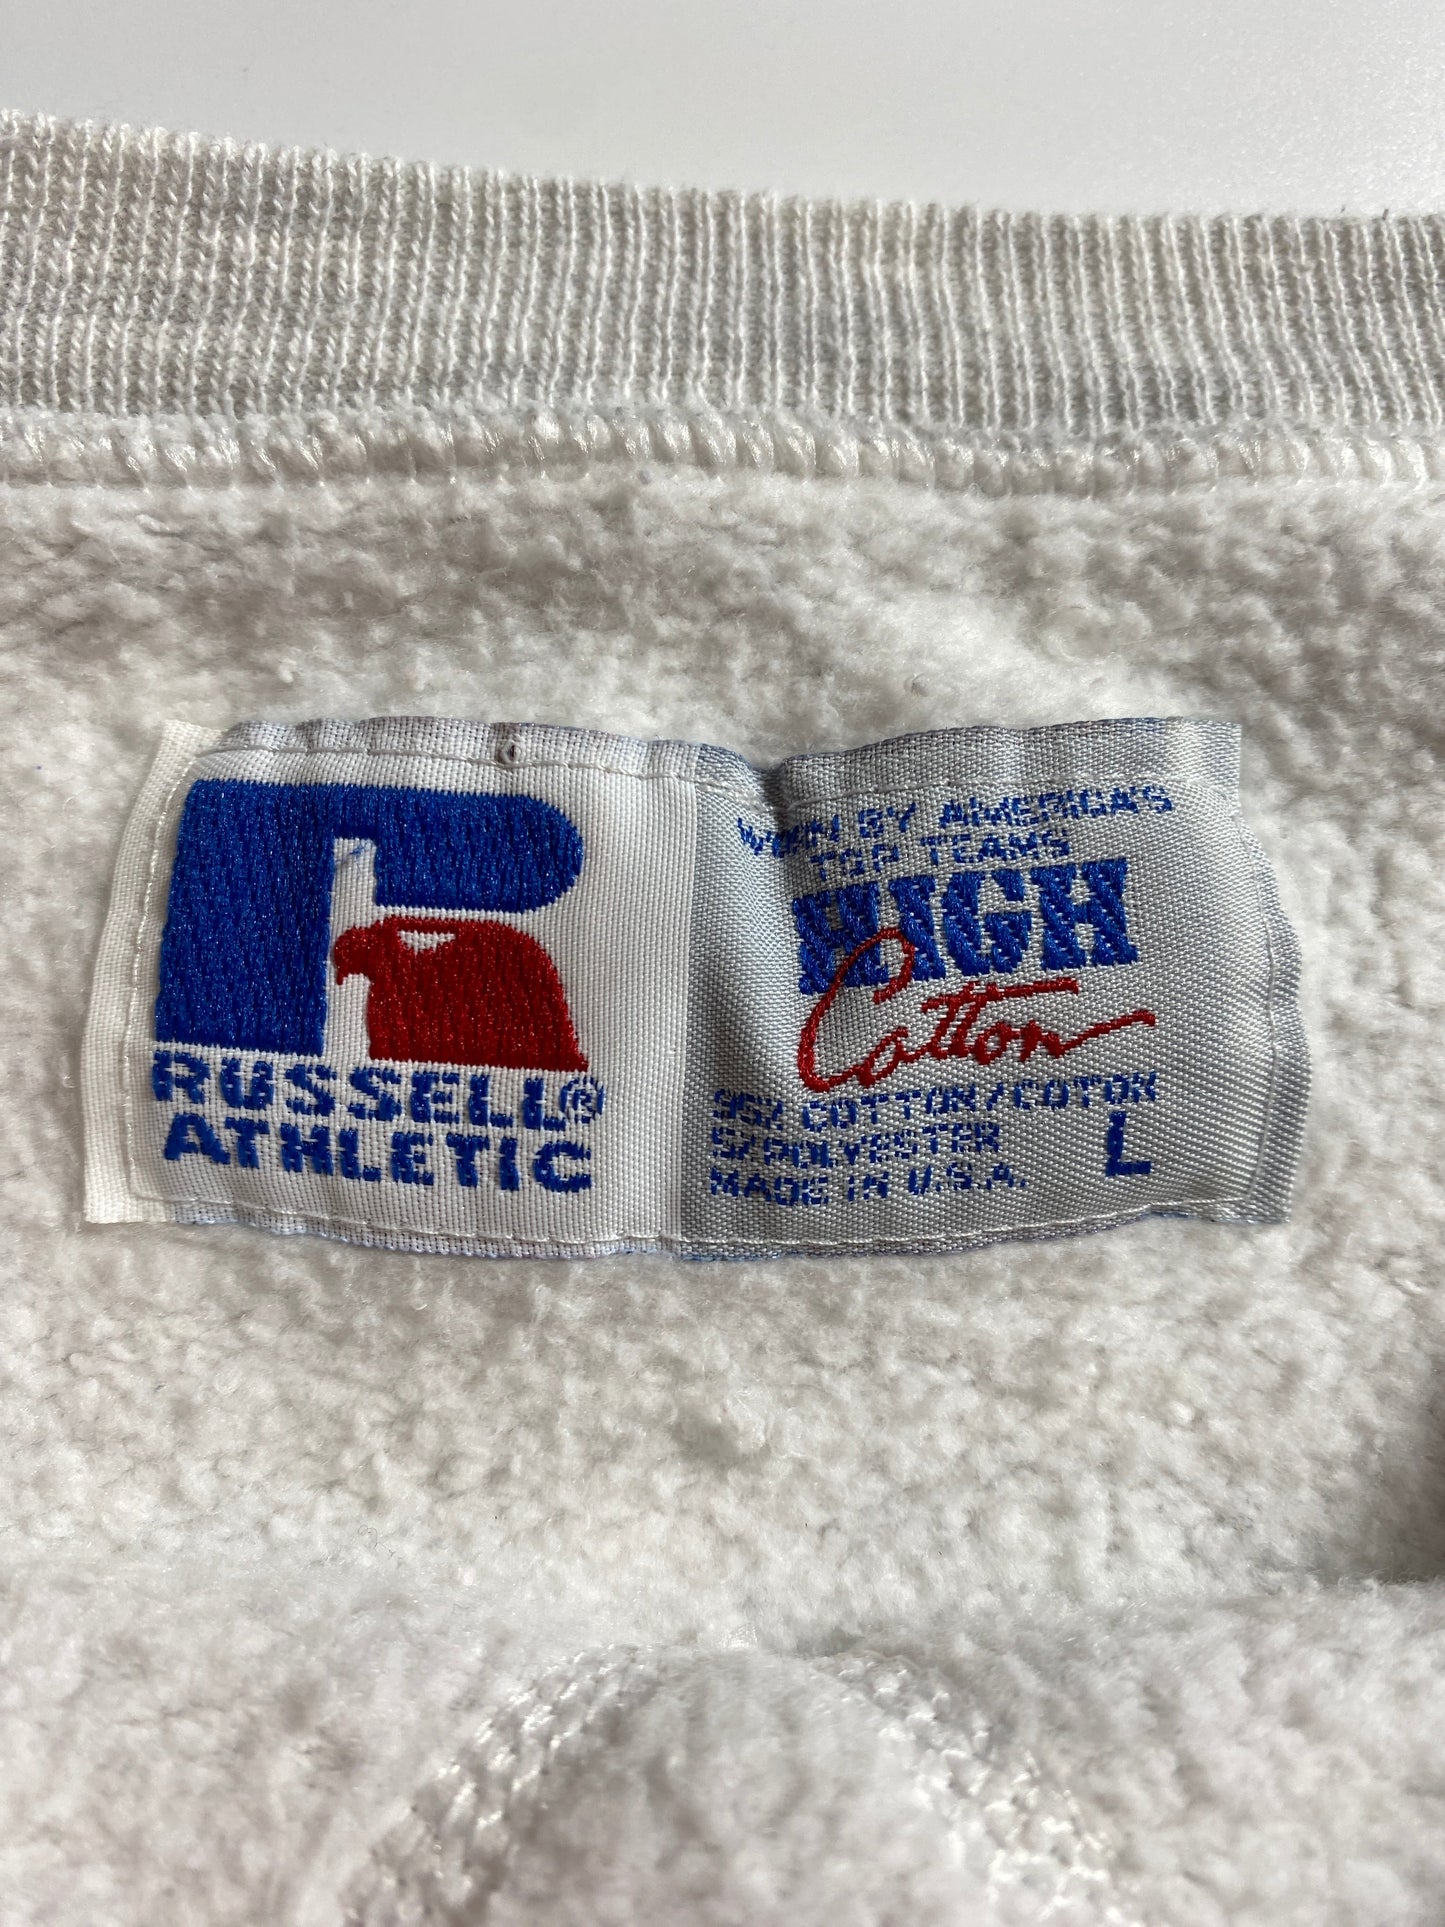 RUSSELL®
ATHLETIC
WORN BY AMERICA'S
TOP TEAMS
HIGH
Cotton
95% COTTON/COTON
5% POLYESTER
MADE IN U.S.A.
L